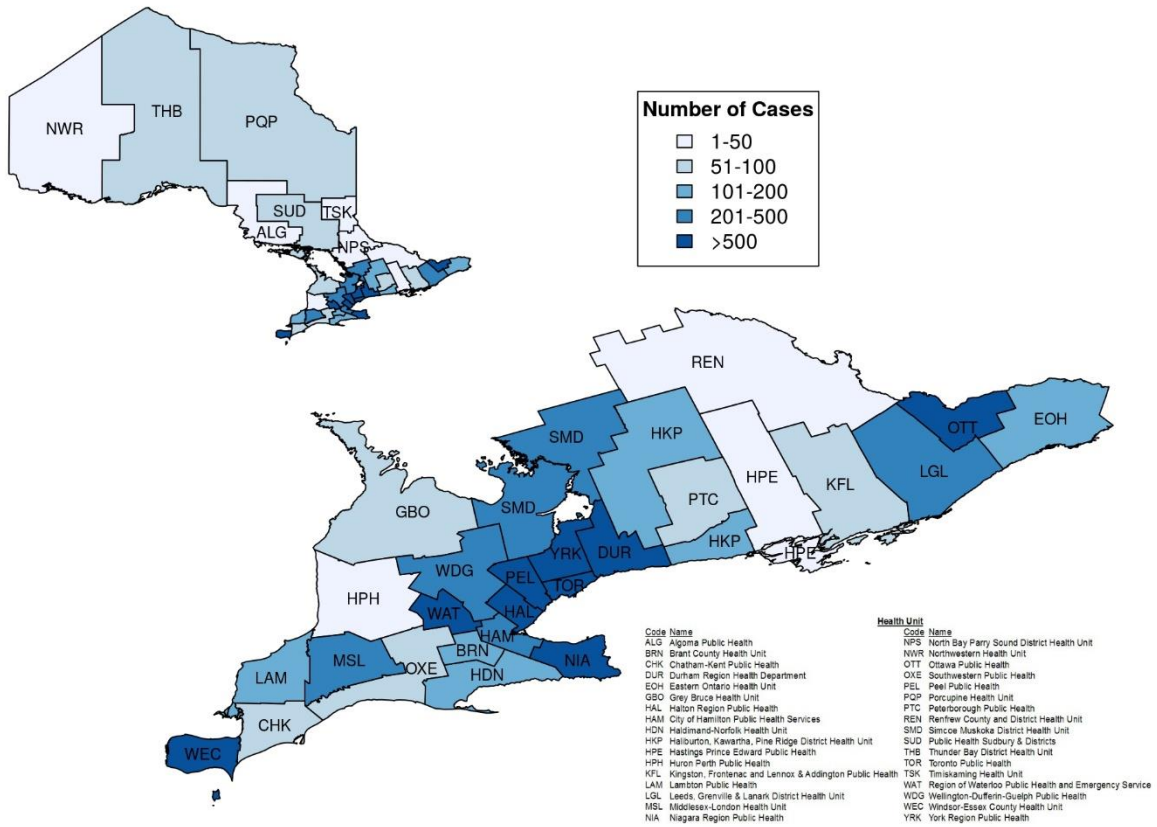 Number of Cases
1-50
51-100
101-200
201-500
>500
NWR
THB
PQP
SUD
TSK
ALG
NPS
REN
SMD
HKP
OTT
EOH
LGL
HPE
KFL
PTC
GBO
SMD
HKP
YRK
DUR
HPE
WDG
PEL
TOR
HPH
WAT
HAL
HAM
MSL
BRN
OXE
NIA
LAM
HDN
CHK
WEC
Health Unit
Code Name
ALG Algoma Public Health
BRN Brant County Health Unit
CHK Chatham-Kent Public Health
DUR Durham Region Health Department
EOH Eastern Ontario Health Unit
GBO Grey Bruce Health Unit
HAL Halton Region Public Health
HAM City of Hamilton Public Health Services
HDN Haldimand-Norfolk Health Unit
HKP Haliburton, Kawartha, Pine Ridge District Health Unit
HPE Hastings Prince Edward Public Health
HPH Huron Perth Public Health
KFL Kingston, Frontenac and Lennox & Addington Public Health
LAM Lambton Public Health
LGL Leeds, Grenville & Lanark District Health Unit
MSL Middlesex-London Health Unit
NIA Niagara Region Public Health
Code Name
NPS North Bay Parry Sound District Health Unit
NWR Northwestern Health Unit
OTT Ottawa Public Health
OXE Southwestern Public Health
PEL Peel Public Health
PQP Porcupine Health Unit
PTC Peterborough Public Health
REN Renfrew County and District Health Unit
SMD Simcoe Muskoka District Health Unit
SUD Public Health Sudbury & Districts
THB Thunder Bay District Health Unit
TOR Toronto Public Health
TSK Timiskaming Health Unit
WAT Region of Waterloo Public Health and Emergency Service
WDG Wellington-Dufferin-Guelph Public Health
WEC Windsor-Essex County Health Unit
YRK York Region Public Health